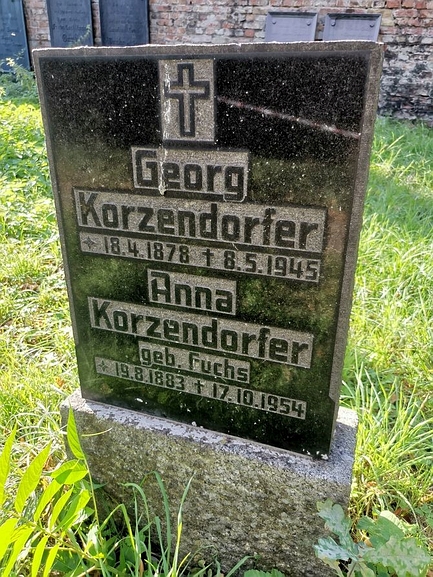 Georg
Korzendorfer
* 18.4.1878 † 8.5.1945
Anna
Korzendorfer
geb. Fuchs
* 19.8.1883 † 17.10.1954